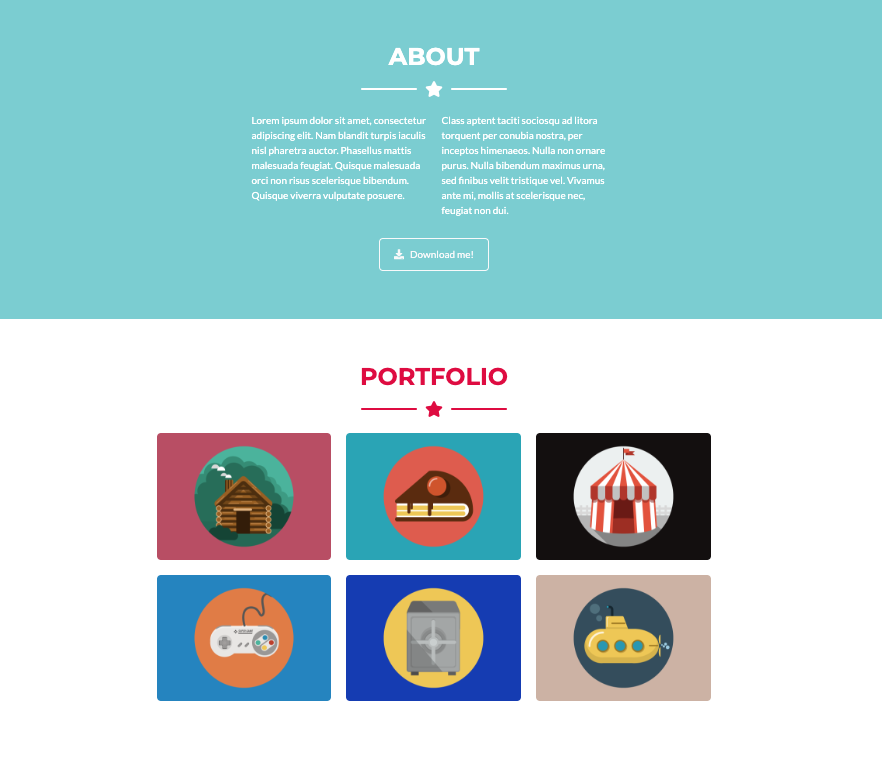 ABOUT
Lorem ipsum dolor sit amet, consectetur
adipiscing elit. Nam blandit turpis iaculis
nisl pharetra auctor. Phasellus mattis
malesuada feugiat. Quisque malesuada
orci non risus scelerisque bibendum.
Quisque viverra vulputate posuere.
Class aptent taciti sociosqu ad litora
torquent per conubia nostra, per
inceptos himenaeos. Nulla non ornare
purus. Nulla bibendum maximus urna,
sed finibus velit tristique vel. Vivamus
ante mi, mollis at scelerisque nec,
feugiat non dui.
Download me!
PORTFOLIO